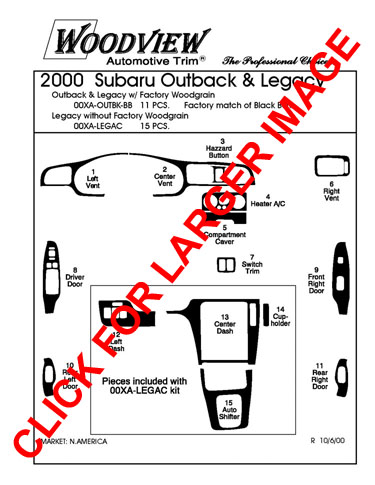 WOODVIEW
Automotive Trim® The Professional Choice
2000 Subaru Outback & Legacy
Outback & Legacy w/ Factory Woodgrain
00XA-OUTBK-BB 11 PCS. Factory match of Black B
Legacy without Factory Woodgrain
00XA-LEGAC 15 PCS.
CLICK FOR LARGER IMAGE
3
Hazzard
Button
1
Left
Vent
2
Center
Vent
6
Right
Vent
4
Heater A/C
5
Compartment
Caver
7
Switch
Trim
8
Driver
Door
9
Front
Right
Door
12
Left
Dash
13
Center
Dash
14
Cup-
holder
10
Rear
Left
Door
11
Rear
Right
Door
Pieces included with
00XA-LEGAC kit
15
Auto
Shifter
MARKET: N.AMERICA
R 10/6/00